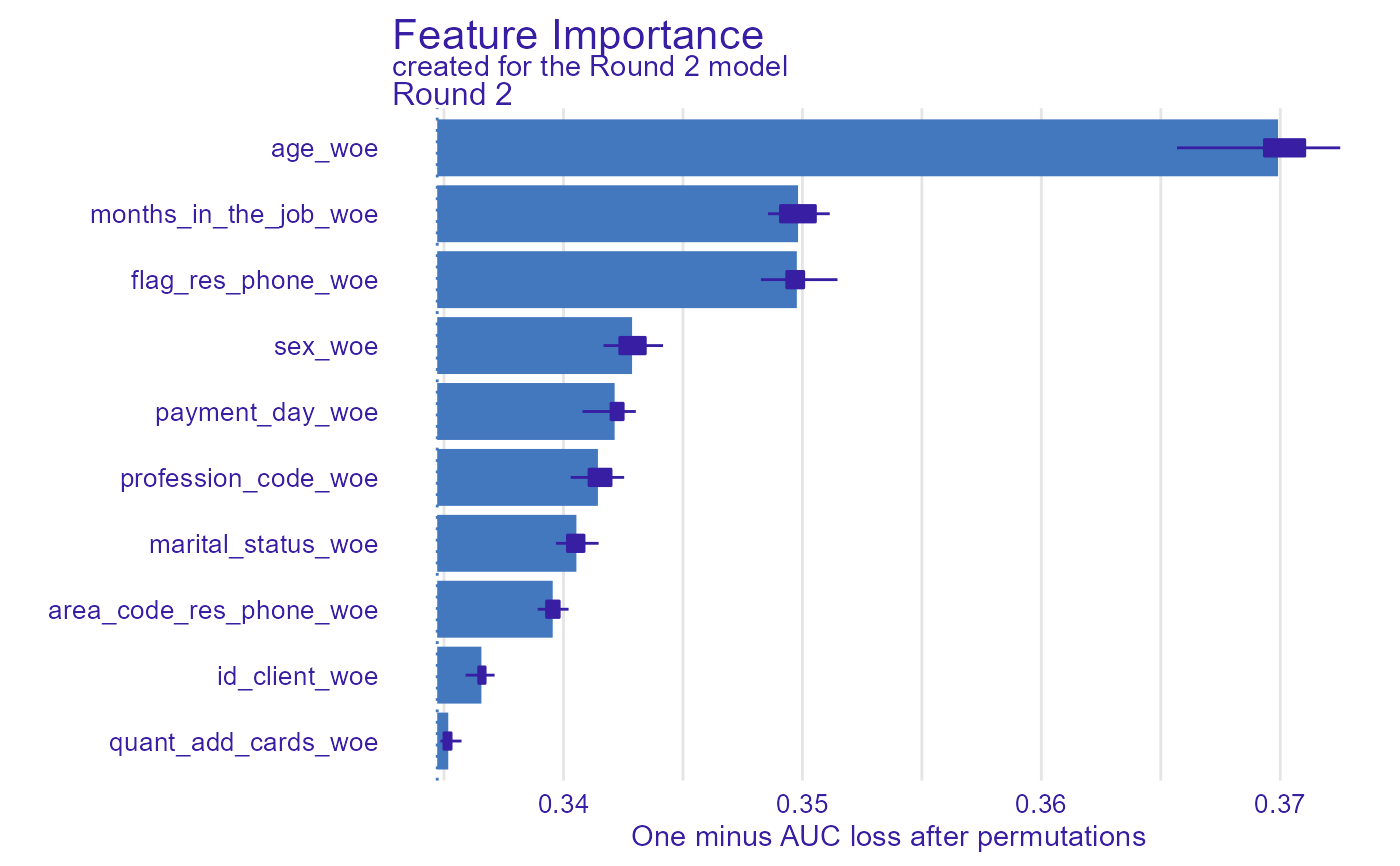 Feature Importance
created for the Round 2 model
Round 2
age_woe
months_in_the_job_woe
flag_res_phone_woe
sex_woe
payment_day_woe
profession_code_woe
marital_status_woe
area_code_res_phone_woe
id_client_woe
quant_add_cards_woe
0.34 0.35 0.36 0.37
One minus AUC loss after permutations